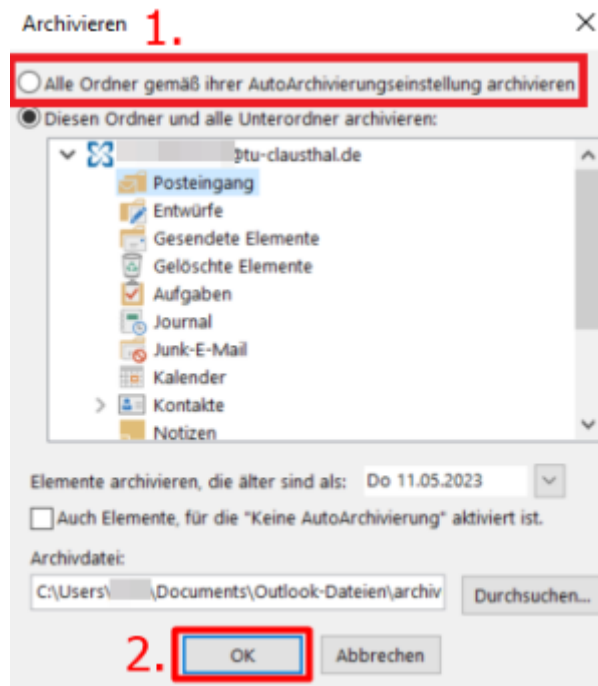 Archivieren 1.
Alle Ordner gemäß ihrer AutoArchivierungseinstellung archivieren
Diesen Ordner und alle Unterordner archivieren:
@tu-clausthal.de
Posteingang
Entwürfe
Gesendete Elemente
Gelöschte Elemente
Aufgaben
Journal
Junk-E-Mail
Kalender
Kontakte
Notizen
Elemente archivieren, die älter sind als: Do 11.05.2023
Auch Elemente, für die "Keine AutoArchivierung" aktiviert ist.
Archivdatei:
C:\Users\ \Documents\Outlook-Dateien\archiv Durchsuchen...
2. OK Abbrechen